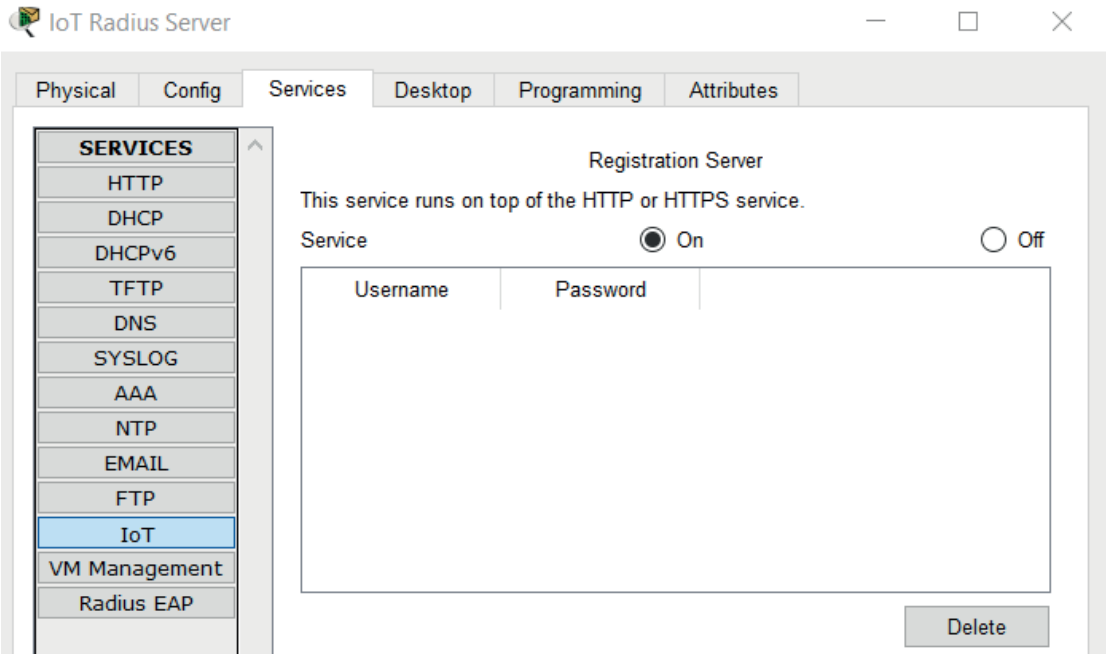 IoT Radius Server
Physical Config Services Desktop Programming Attributes
SERVICES
HTTP
DHCP
DHCPv6
TFTP
DNS
SYSLOG
AAA
NTP
EMAIL
FTP
IoT
VM Management
Radius EAP
Registration Server
This service runs on top of the HTTP or HTTPS service.
Service On Off
Username Password
Delete